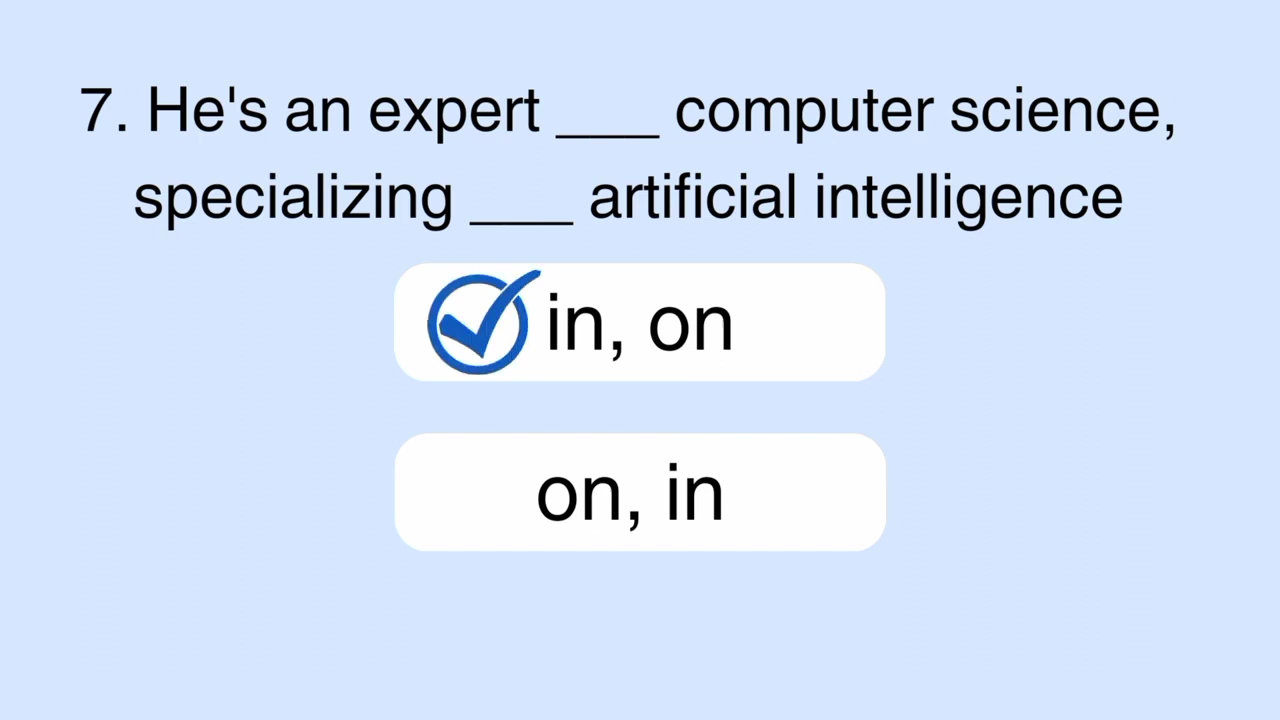 7. He's an expert ___ computer science,
specializing ___ artificial intelligence
in, on
on, in